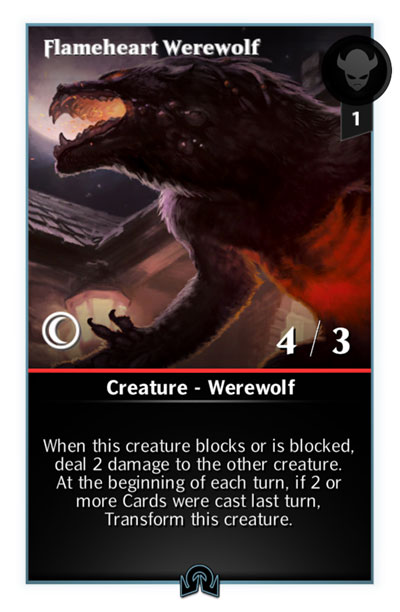 Flameheart Werewolf
1
4 / 3
Creature - Werewolf
When this creature blocks or is blocked,
deal 2 damage to the other creature.
At the beginning of each turn, if 2 or
more Cards were cast last turn,
Transform this creature.